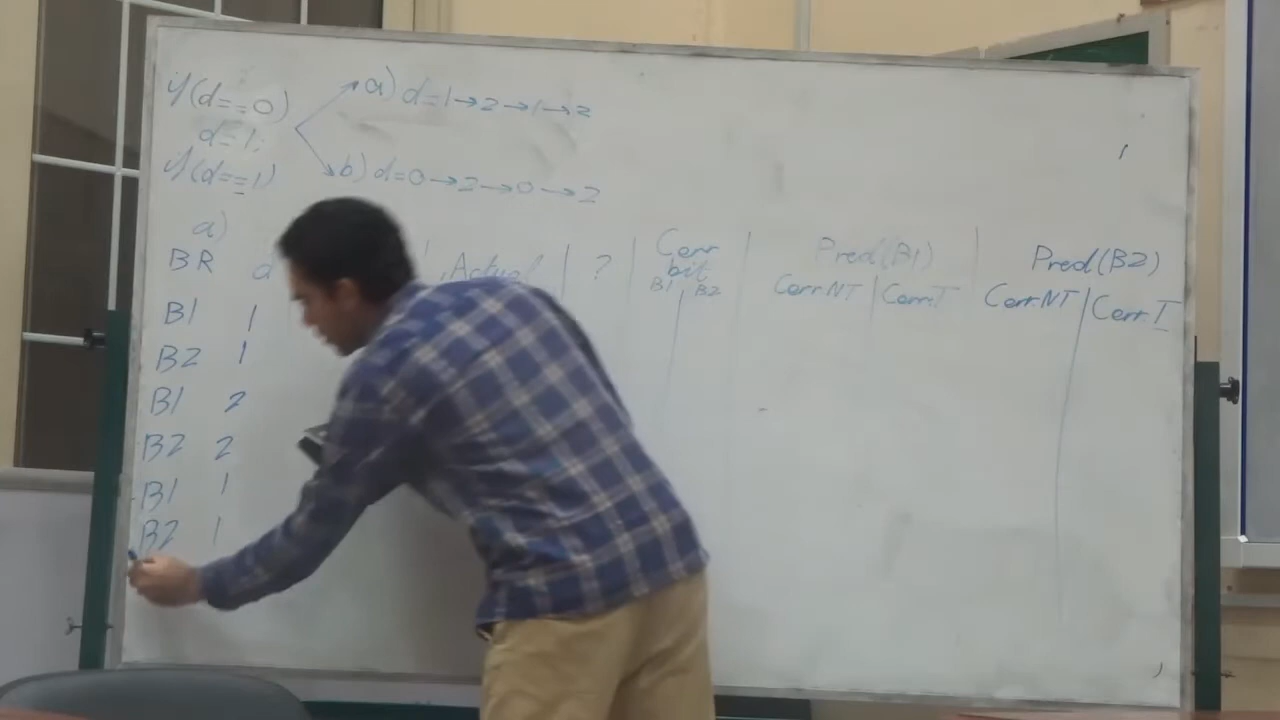 if(d==0)
d=1;
if(d==1)
a) d=1→2→1→2
b) d=0→2→0→2
a)
BR d | Actual | ? | Corr bit | Pred(B1) | Pred(B2)
B1 | B2 | Corr.NT | Corr.T | Corr.NT | Corr.T
B1 1
B2 1
B1 2
B2 2
B1 1
B2 1